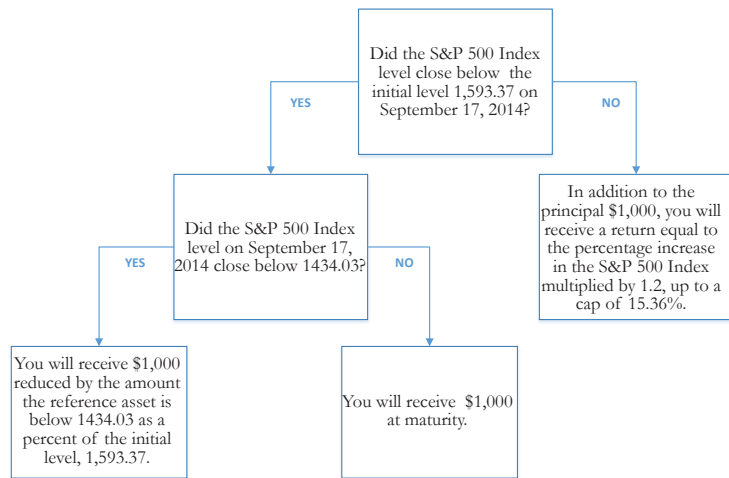 Did the S&P 500 Index
level close below the
initial level 1,593.37 on
September 17, 2014?
YES
NO
Did the S&P 500 Index
level on September 17,
2014 close below 1434.03?
In addition to the
principal $1,000, you will
receive a return equal to
the percentage increase
in the S&P 500 Index
multiplied by 1.2, up to a
cap of 15.36%.
YES
NO
You will receive $1,000
reduced by the amount
the reference asset is
below 1434.03 as a
percent of the initial
level, 1,593.37.
You will receive $1,000
at maturity.